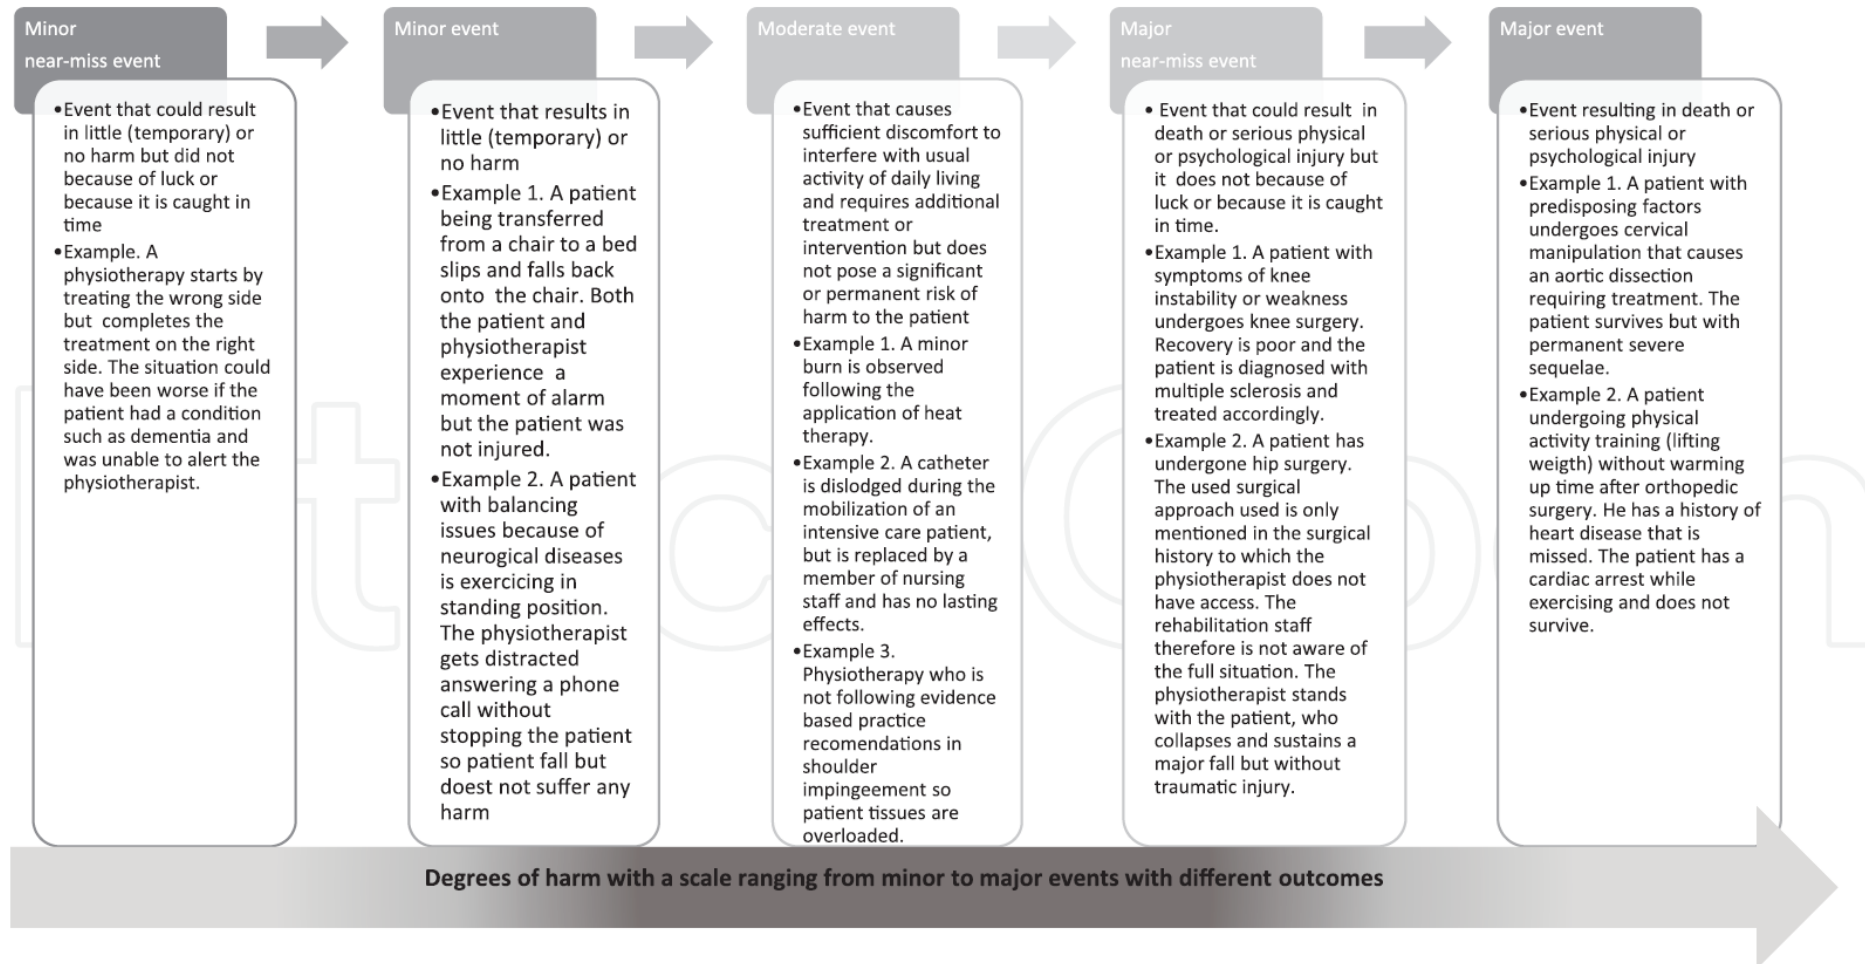 Minor
near-miss event
•Event that could result
in little (temporary) or
no harm but did not
because of luck or
because it is caught in
time
•Example. A
physiotherapy starts by
treating the wrong side
but completes the
treatment on the right
side. The situation could
have been worse if the
patient had a condition
such as dementia and
was unable to alert the
physiotherapist.
Minor event
•Event that results in
little (temporary) or
no harm
•Example 1. A patient
being transferred
from a chair to a bed
slips and falls back
onto the chair. Both
the patient and
physiotherapist
experience a
moment of alarm
but the patient was
not injured.
•Example 2. A patient
with balancing
issues because of
neurogical diseases
is exercicing in
standing position.
The physiotherapist
gets distracted
answering a phone
call without
stopping the patient
so patient fall but
doest not suffer any
harm
Moderate event
•Event that causes
sufficient discomfort to
interfere with usual
activity of daily living
and requires additional
treatment or
intervention but does
not pose a significant
or permanent risk of
harm to the patient
•Example 1. A minor
burn is observed
following the
application of heat
therapy.
•Example 2. A catheter
is dislodged during the
mobilization of an
intensive care patient,
but is replaced by a
member of nursing
staff and has no lasting
effects.
•Example 3.
Physiotherapy who is
not following evidence
based practice
recomendations in
shoulder
impingeement so
patient tissues are
overloaded.
Major
near-miss event
• Event that could result in
death or serious physical
or psychological injury but
it does not because of
luck or because it is caught
in time.
•Example 1. A patient with
symptoms of knee
instability or weakness
undergoes knee surgery.
Recovery is poor and the
patient is diagnosed with
multiple sclerosis and
treated accordingly.
•Example 2. A patient has
undergone hip surgery.
The used surgical
approach used is only
mentioned in the surgical
history to which the
physiotherapist does not
have access. The
rehabilitation staff
therefore is not aware of
the full situation. The
physiotherapist stands
with the patient, who
collapses and sustains a
major fall but without
traumatic injury.
Major event
•Event resulting in death or
serious physical or
psychological injury
•Example 1. A patient with
predisposing factors
undergoes cervical
manipulation that causes
an aortic dissection
requiring treatment. The
patient survives but with
permanent severe
sequelae.
•Example 2. A patient
undergoing physical
activity training (lifting
weigth) without warming
up time after orthopedic
surgery. He has a history of
heart disease that is
missed. The patient has a
cardiac arrest while
exercising and does not
survive.
Degrees of harm with a scale ranging from minor to major events with different outcomes